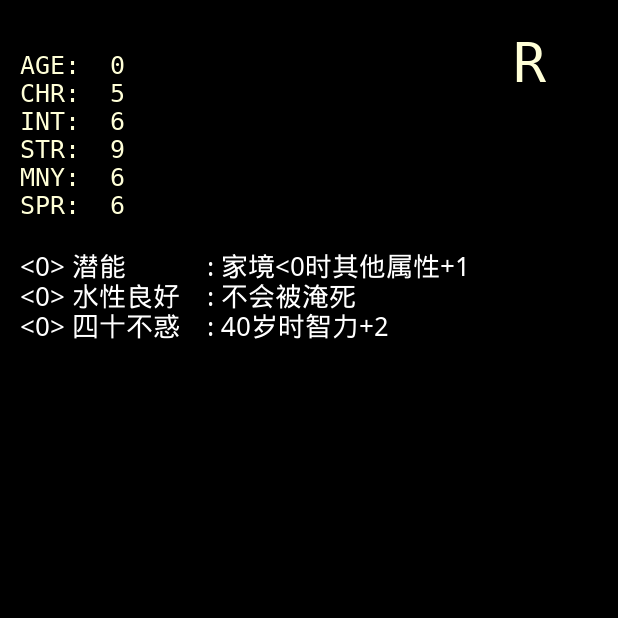 R
AGE: 0
CHR: 5
INT: 6
STR: 9
MNY: 6
SPR: 6
<0> 潜能 : 家境<0时其他属性+1
<0> 水性良好 : 不会被淹死
<0> 四十不惑 : 40岁时智力+2